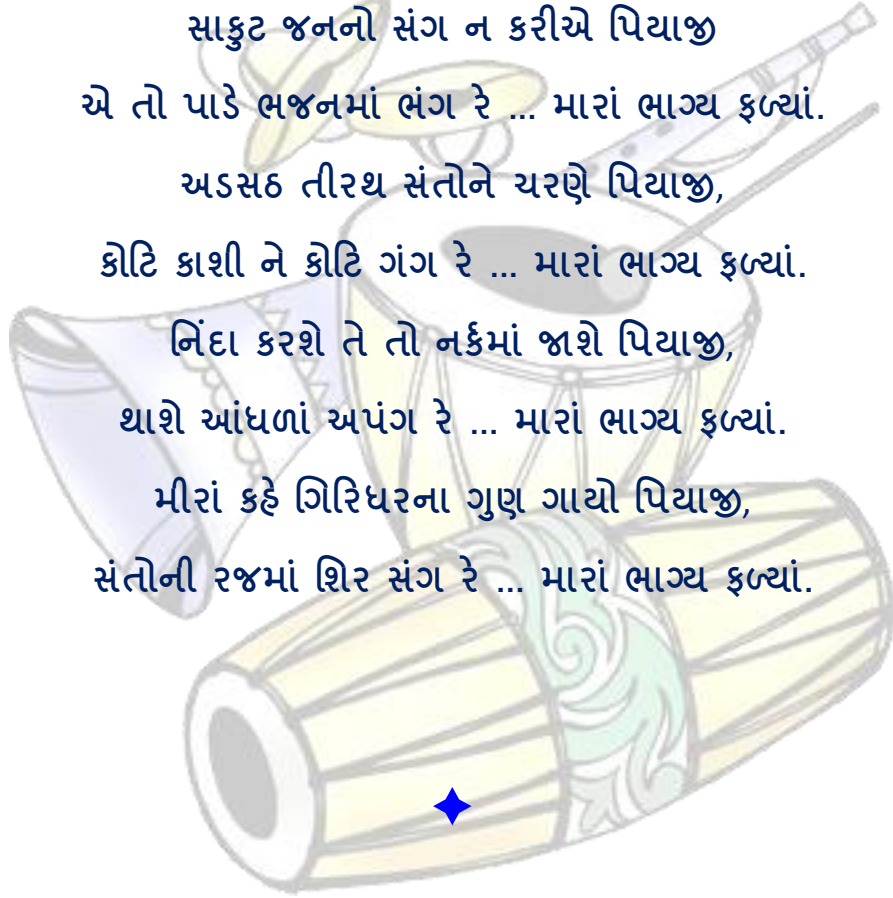 સાકુટ જનનો સંગ ન કરીએ પિયાજી
એ તો પાડે ભજનમાં ભંગ રે ... મારાં ભાગ્ય ફળ્યાં.
અડસઠ તીરથ સંતોને ચરણે પિયાજી,
કોટિ કાશી ને કોટિ ગંગ રે ... મારાં ભાગ્ય ફળ્યાં.
નિંદા કરશે તે તો નર્કમાં જાશે પિયાજી,
થાશે આંધળાં અપંગ રે ... મારાં ભાગ્ય ફળ્યાં.
મીરાં કહે ગિરિધરના ગુણ ગાયો પિયાજી,
સંતોની રજમાં શિર સંગ રે ... મારાં ભાગ્ય ફળ્યાં.